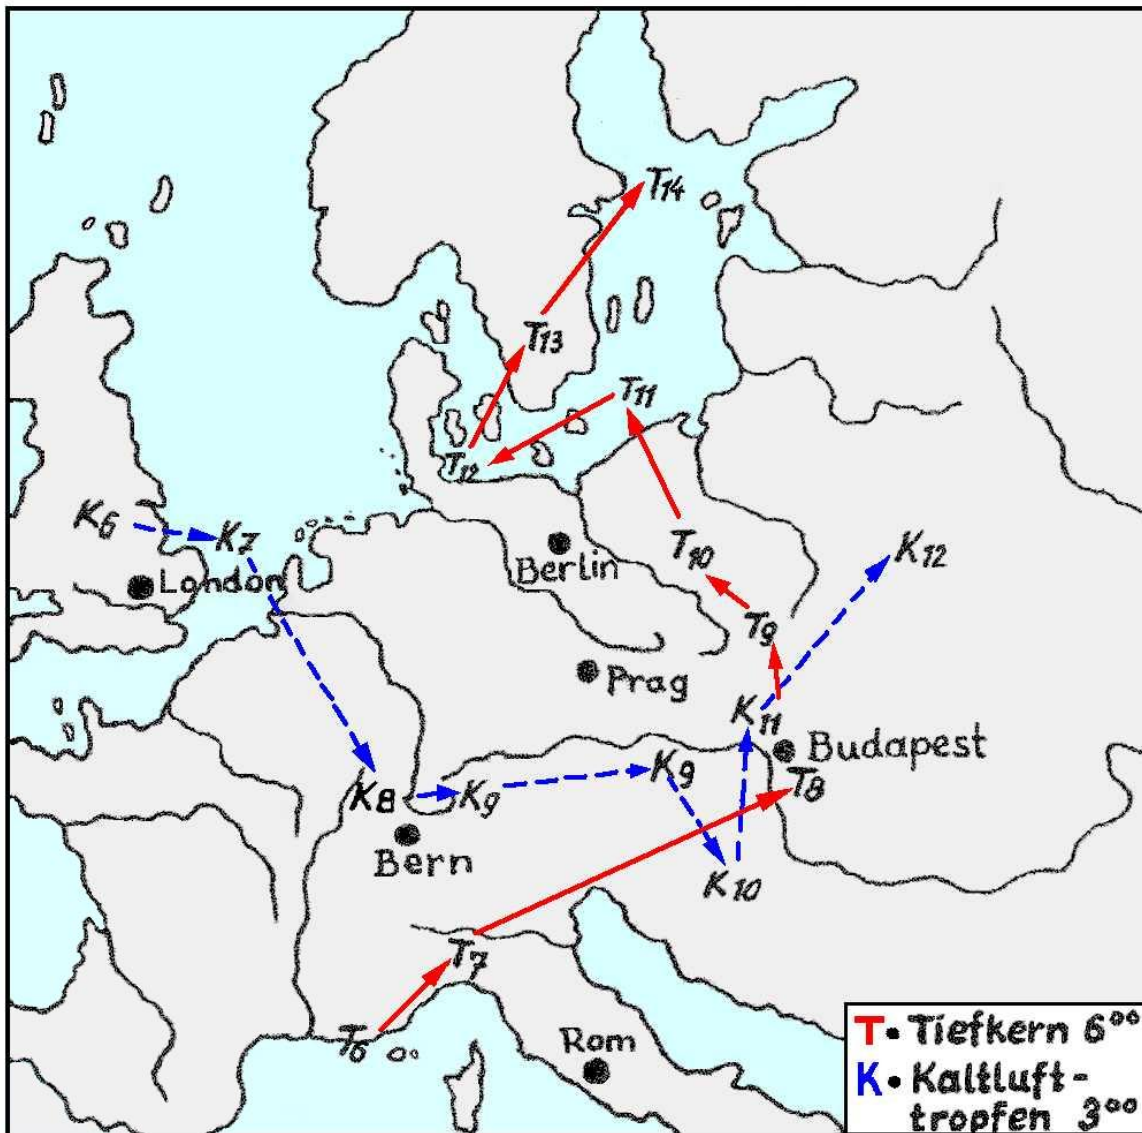 T14
T13
T11
T12
K6
K7
T10
K12
Berlin
London
T9
Prag
K11
Budapest
K8
K9
K9
T8
Bern
K10
T7
T6
Rom
T • Tiefkern 6°°
K • Kaltluft-
tropfen 3°°